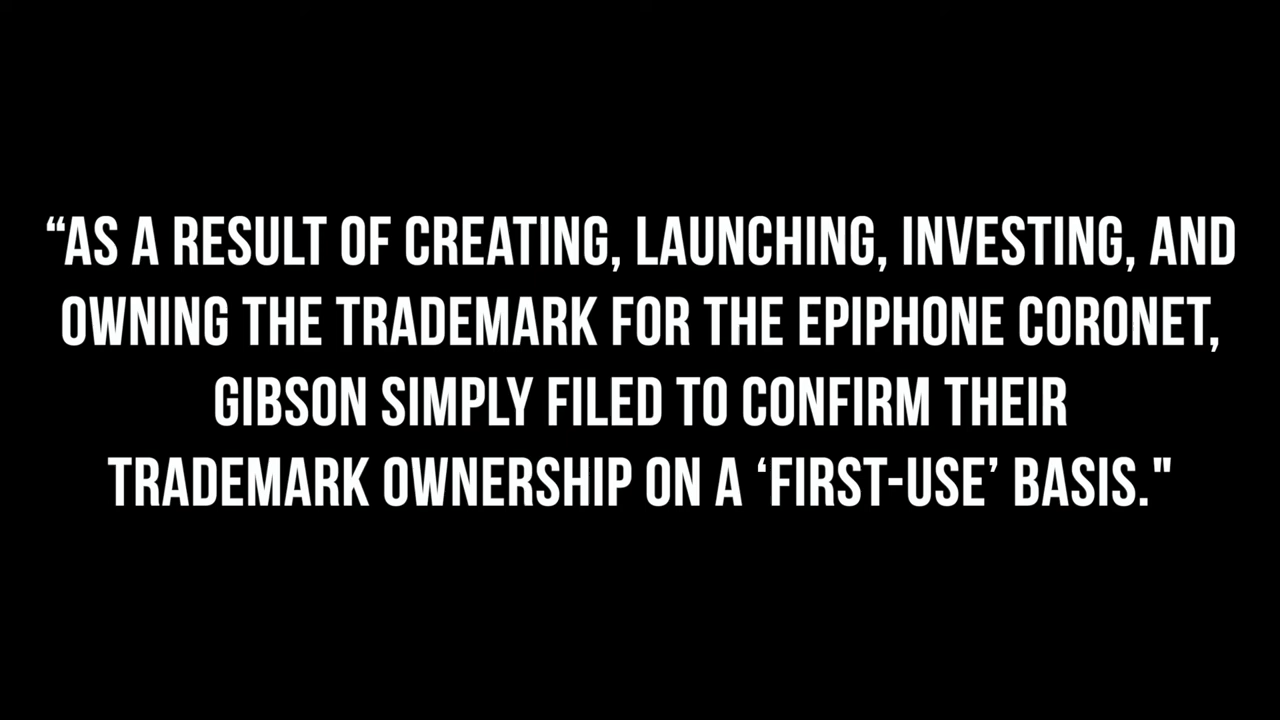 “AS A RESULT OF CREATING, LAUNCHING, INVESTING, AND
OWNING THE TRADEMARK FOR THE EPIPHONE CORONET,
GIBSON SIMPLY FILED TO CONFIRM THEIR
TRADEMARK OWNERSHIP ON A ‘FIRST-USE’ BASIS."